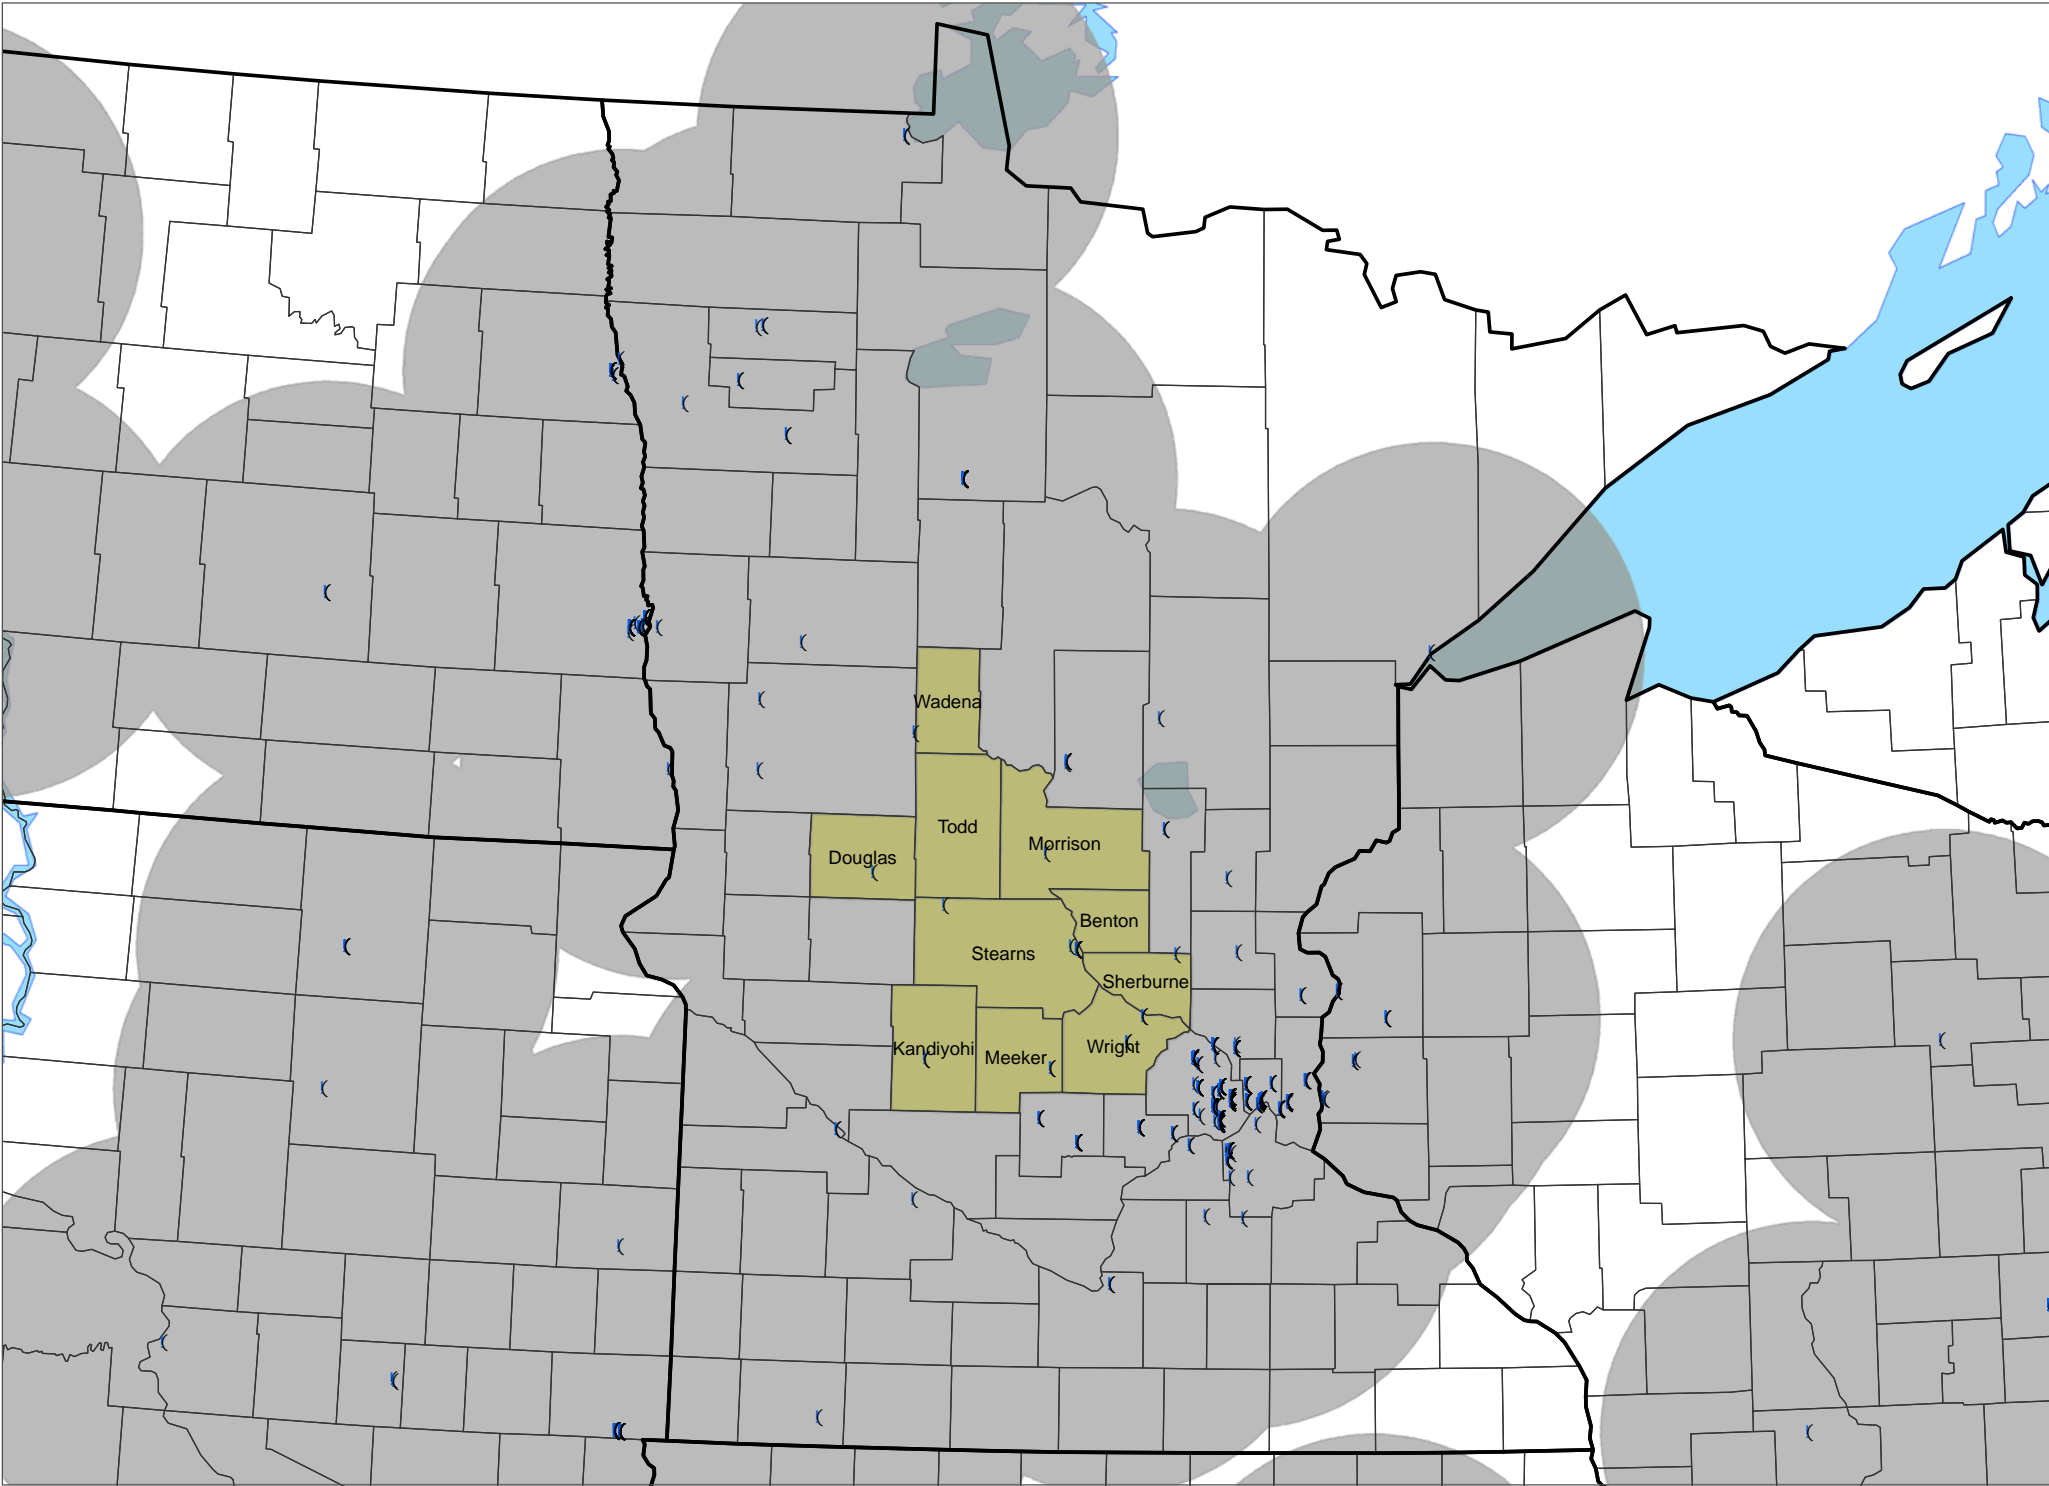 Wadena
Todd
Morrison
Douglas
Benton
Stearns
Sherburne
Kandiyohi
Meeker
Wright